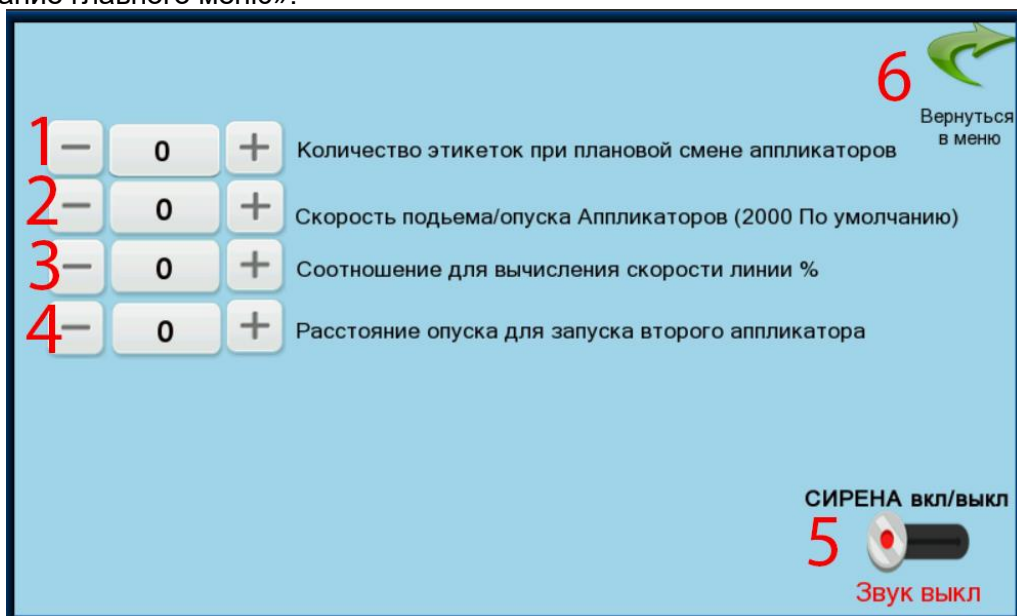 главного меню».
6
Вернуться
в меню
1 − 0 + Количество этикеток при плановой смене аппликаторов
2 − 0 + Скорость подьема/опуска Аппликаторов (2000 По умолчанию)
3 − 0 + Соотношение для вычисления скорости линии %
4 − 0 + Расстояние опуска для запуска второго аппликатора
СИРЕНА вкл/выкл
5
Звук выкл